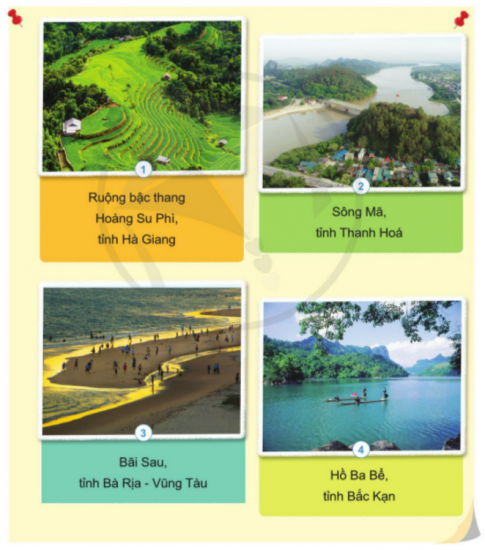 1
Ruộng bậc thang
Hoàng Su Phì,
tỉnh Hà Giang
2
Sông Mã,
tỉnh Thanh Hoá
3
Bãi Sau,
tỉnh Bà Rịa - Vũng Tàu
4
Hồ Ba Bể,
tỉnh Bắc Kạn